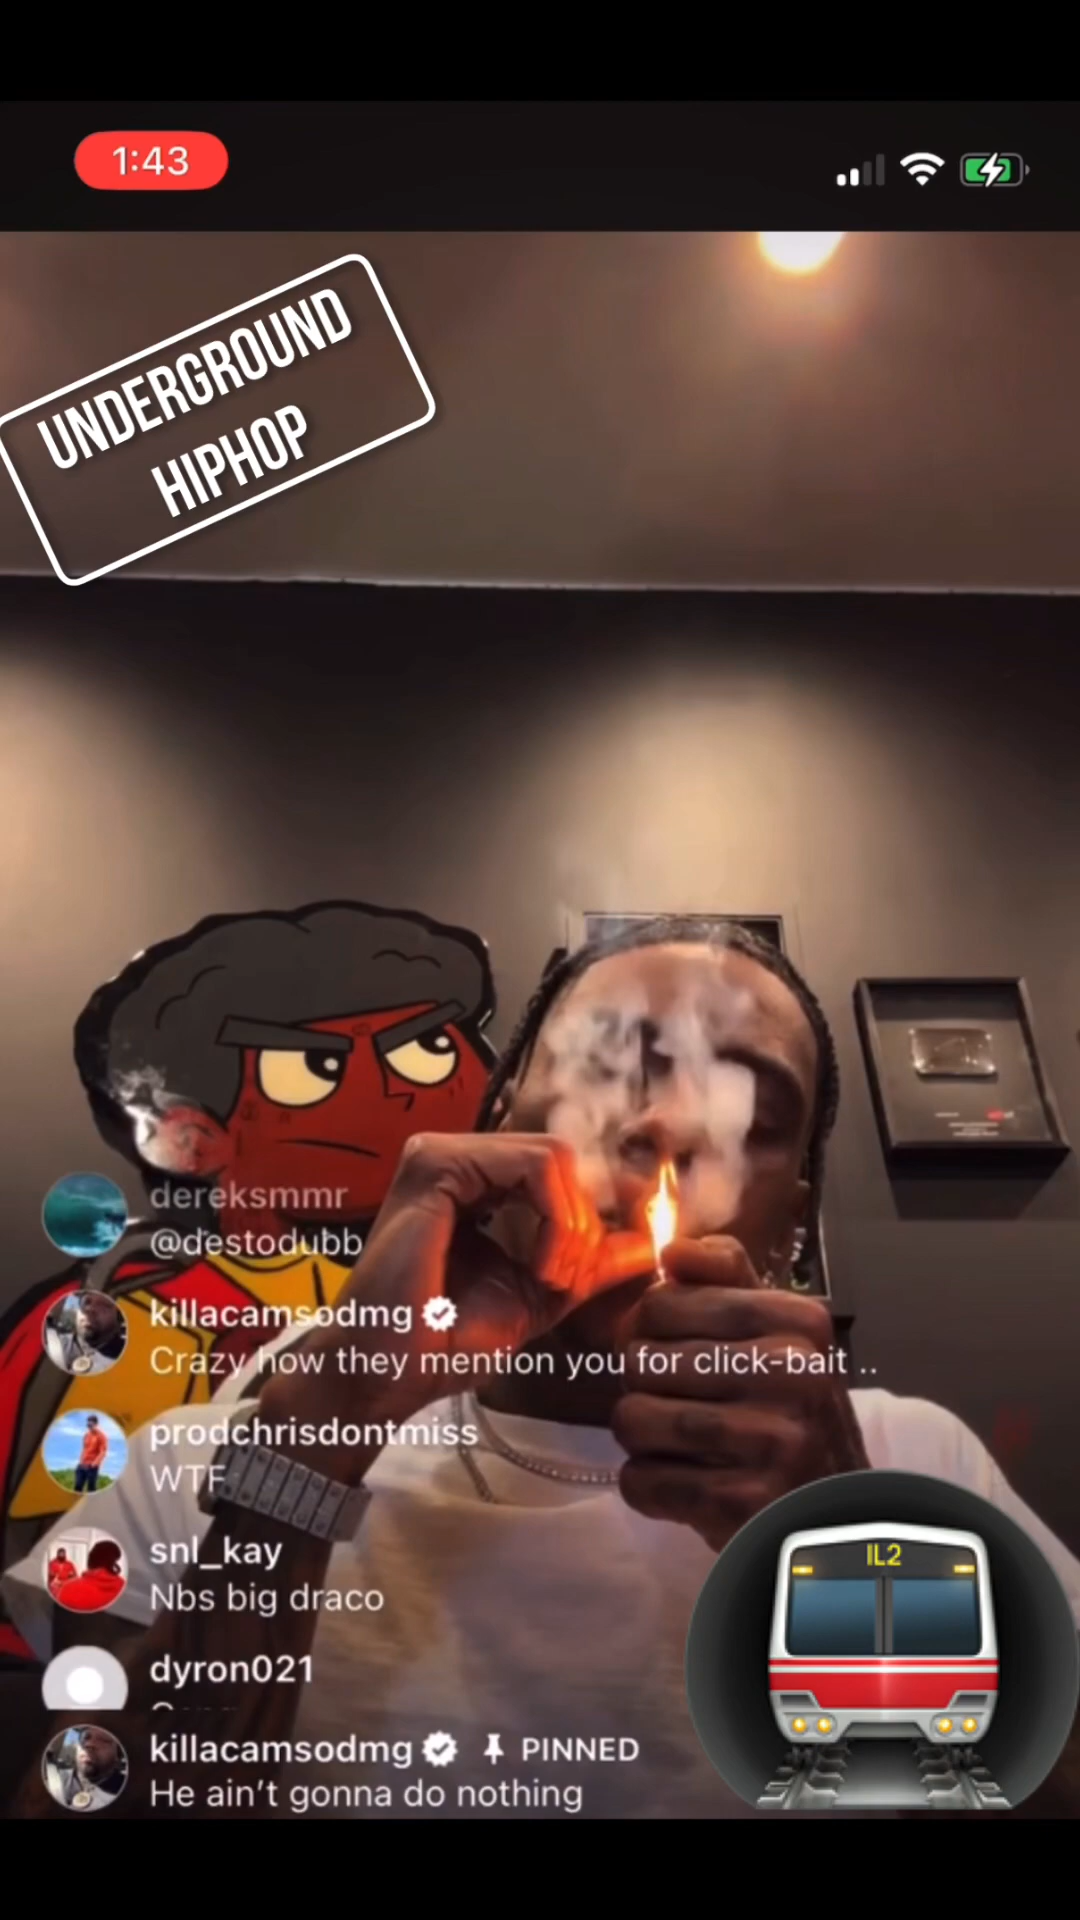 1:43
UNDERGROUND
HIPHOP
dereksmmr
@destodubb
killacamsodmg
Crazy how they mention you for click-bait ..
prodchrisdontmiss
WTF
snl_kay
Nbs big draco
IL2
dyron021
killacamsodmg PINNED
He ain't gonna do nothing